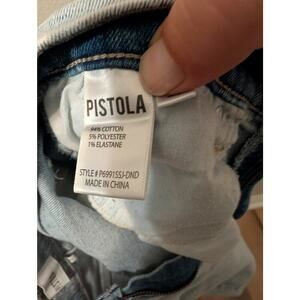 PISTOLA
94% COTTON
5% POLYESTER
1% ELASTANE
STYLE # P6991SSJ-DND
MADE IN CHINA